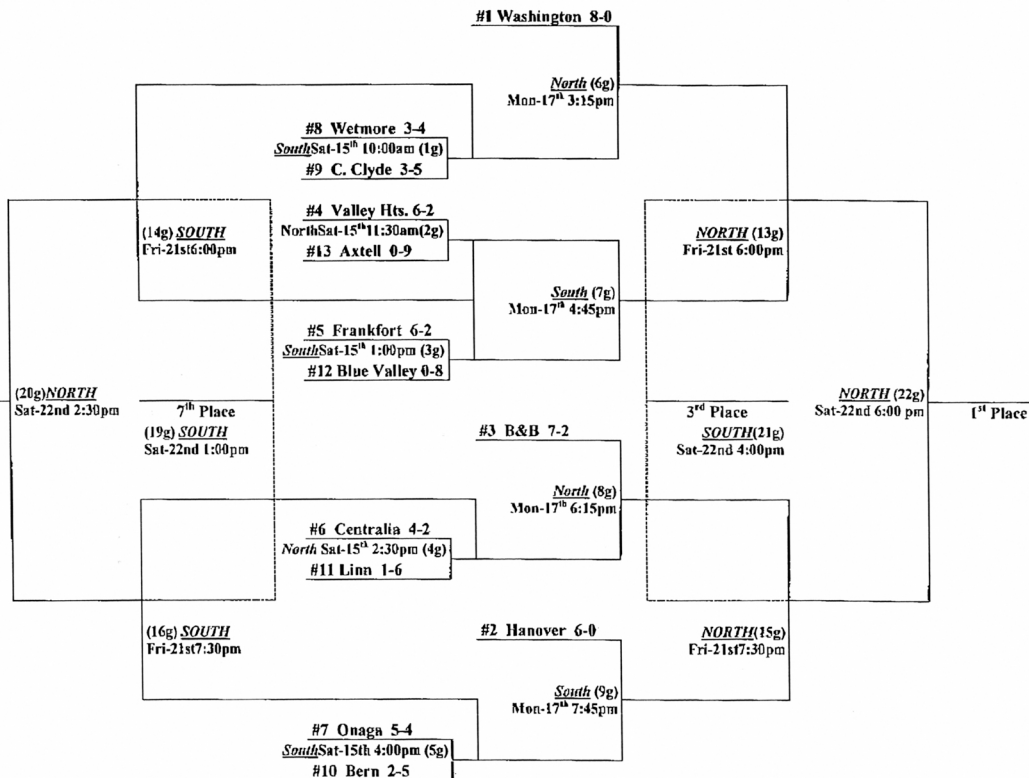 #1 Washington 8-0
North (6g)
Mon-17th 3:15pm
#8 Wetmore 3-4
SouthSat-15th 10:00am (1g)
#9 C. Clyde 3-5
#4 Valley Hts. 6-2
NorthSat-15th11:30am(2g)
#13 Axtell 0-9
(14g) SOUTH
Fri-21st6:00pm
NORTH (13g)
Fri-21st 6:00pm
South (7g)
Mon-17th 4:45pm
#5 Frankfort 6-2
SouthSat-15th 1:00pm (3g)
#12 Blue Valley 0-8
(20g)NORTH
Sat-22nd 2:30pm
7th Place
(19g) SOUTH
Sat-22nd 1:00pm
3rd Place
SOUTH(21g)
Sat-22nd 4:00pm
NORTH (22g)
Sat-22nd 6:00 pm
1st Place
#3 B&B 7-2
North (8g)
Mon-17th 6:15pm
#6 Centralia 4-2
North Sat-15th 2:30pm (4g)
#11 Linn 1-6
(16g) SOUTH
Fri-21st7:30pm
#2 Hanover 6-0
NORTH(15g)
Fri-21st7:30pm
South (9g)
Mon-17th 7:45pm
#7 Onaga 5-4
SouthSat-15th 4:00pm (5g)
#10 Bern 2-5